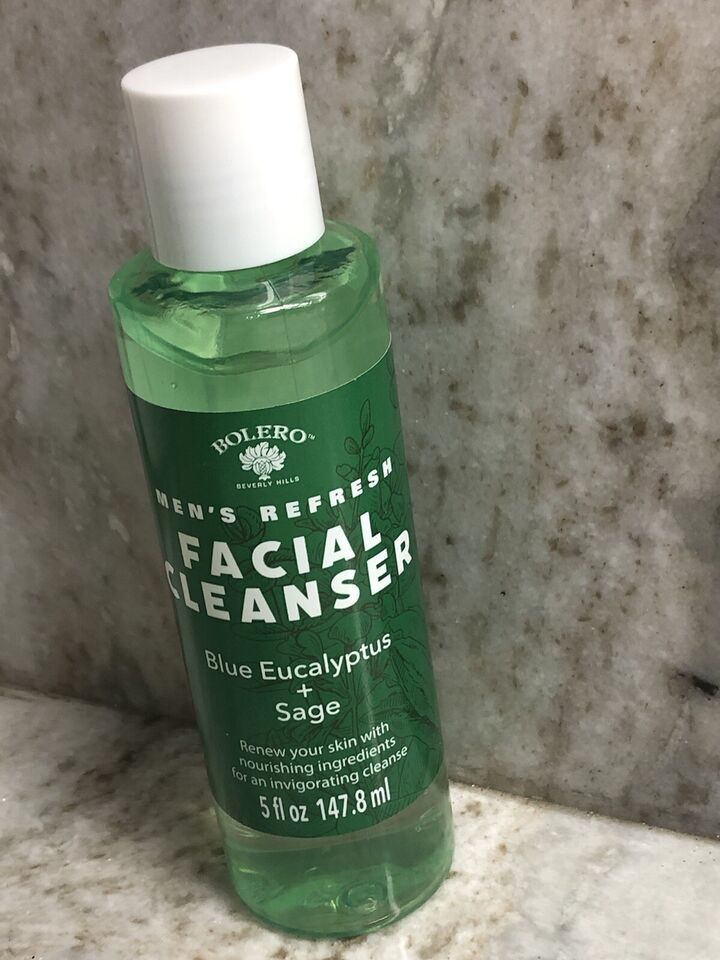 BOLERO™
BEVERLY HILLS
MEN'S REFRESH
FACIAL
CLEANSER
Blue Eucalyptus
+
Sage
Renew your skin with
nourishing ingredients
for an invigorating cleanse
5 fl oz 147.8 ml